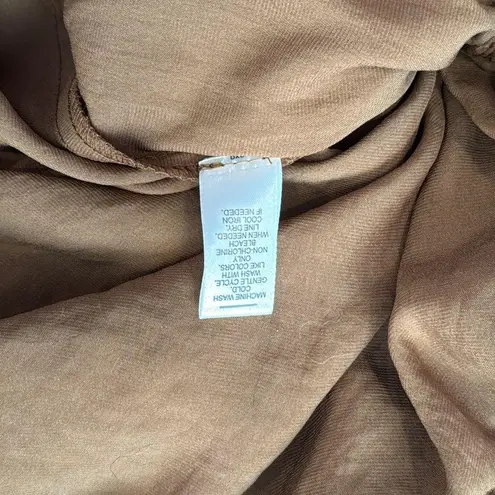 MACHINE WASH
COLD.
GENTLE CYCLE.
WASH WITH
LIKE COLORS.
ONLY
NON-CHLORINE
BLEACH
WHEN NEEDED.
LINE DRY.
COOL IRON
IF NEEDED.